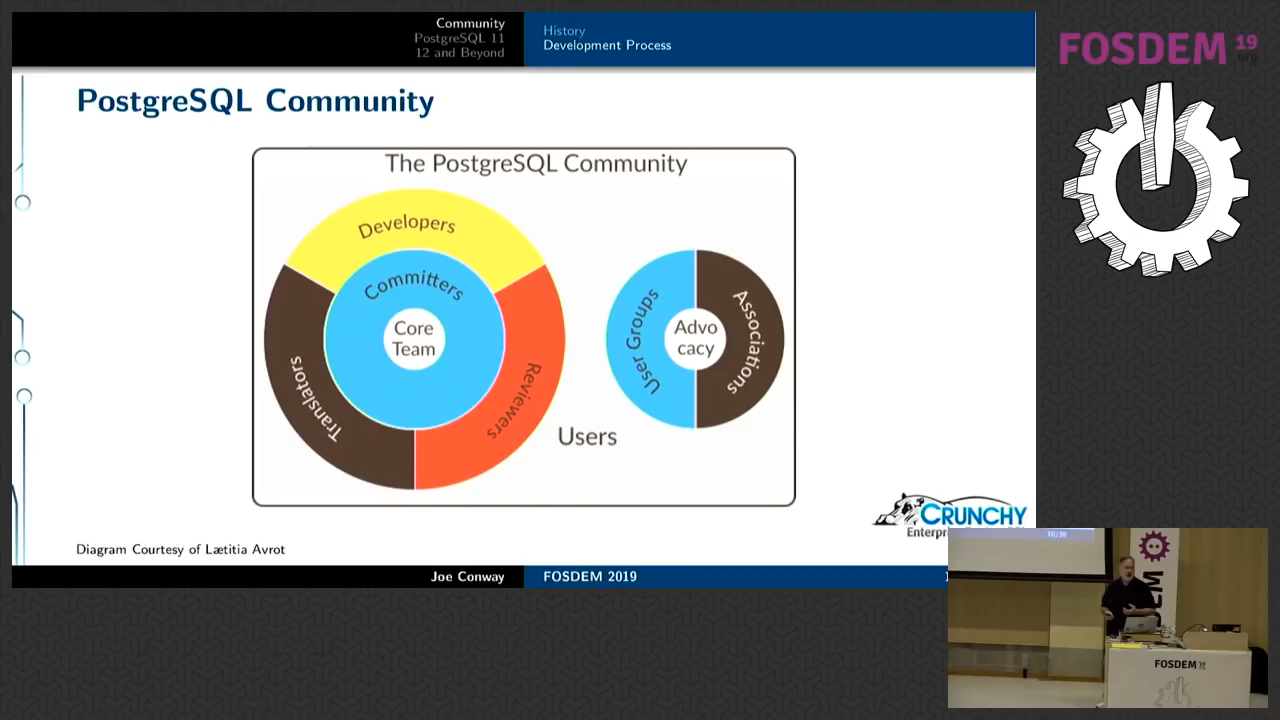 Community
PostgreSQL 11
12 and Beyond
History
Development Process
FOSDEM 19
.org
PostgreSQL Community
The PostgreSQL Community
Developers
Committers
Core
Team
Translators
Reviewers
User Groups
Advo
cacy
Associations
Users
CRUNCHY
Diagram Courtesy of Lætitia Avrot
Joe Conway
FOSDEM 2019
FOSDEM